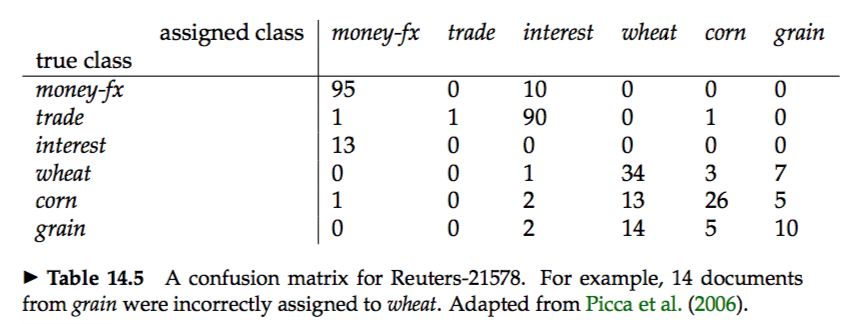 assigned class money-fx trade interest wheat corn grain
true class
money-fx 95 0 10 0 0 0
trade 1 1 90 0 1 0
interest 13 0 0 0 0 0
wheat 0 0 1 34 3 7
corn 1 0 2 13 26 5
grain 0 0 2 14 5 10
► Table 14.5 A confusion matrix for Reuters-21578. For example, 14 documents
from grain were incorrectly assigned to wheat. Adapted from Picca et al. (2006).